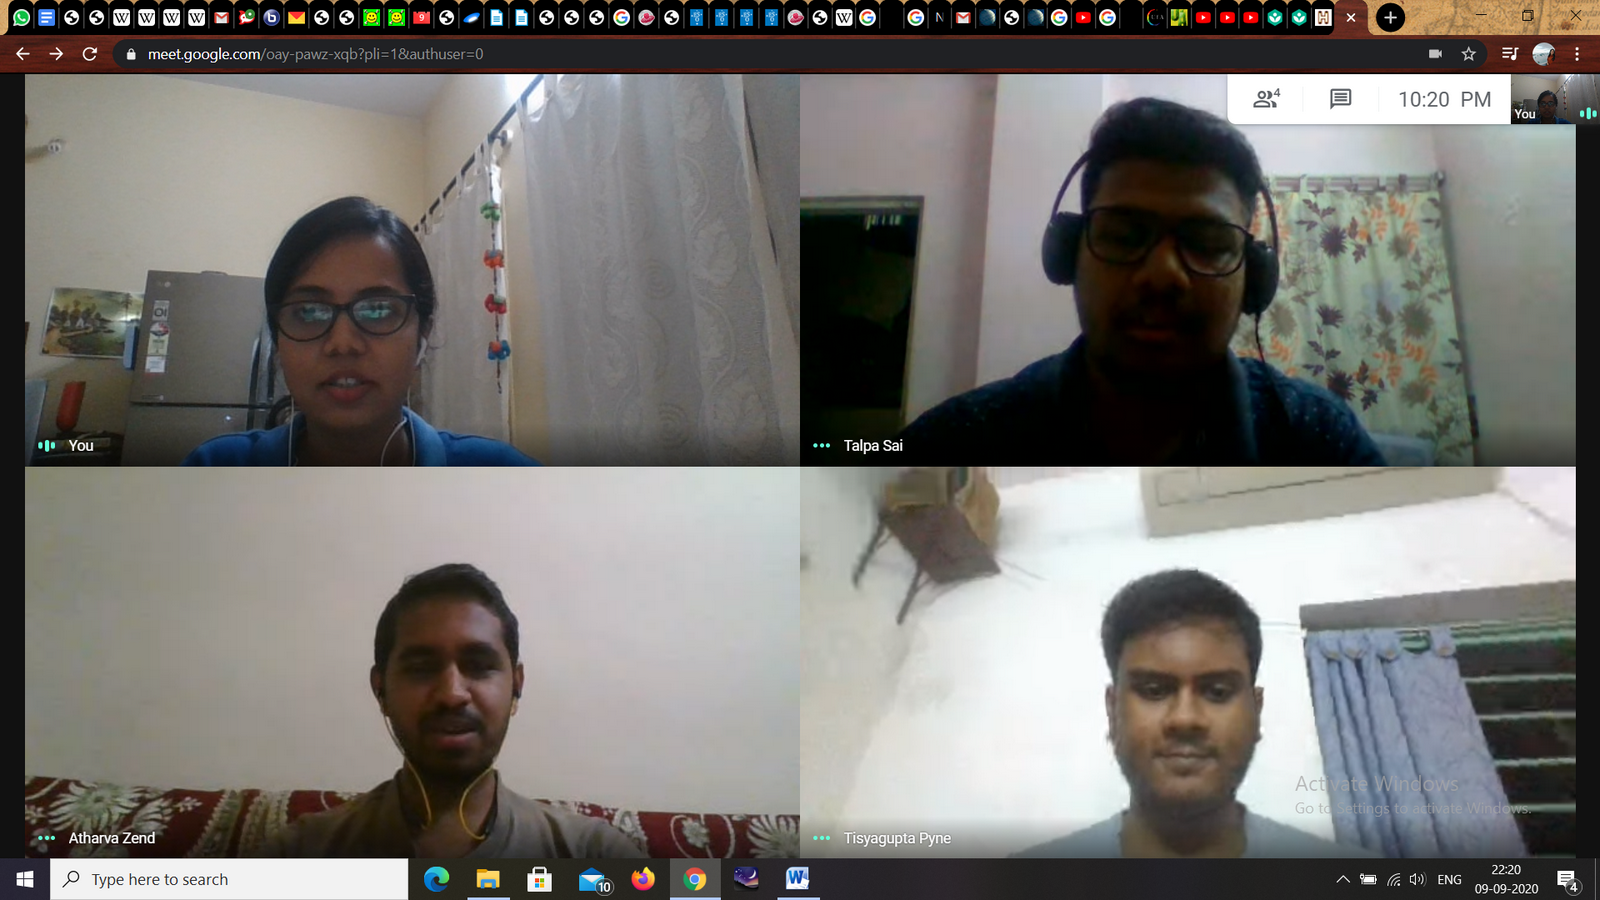 meet.google.com/oay-pawz-xqb?pli=1&authuser=0
4
10:20 PM
You
You
Talpa Sai
Atharva Zend
Tisyagupta Pyne
Activate Windows
Go to Settings to activate Windows.
Type here to search
10
W
ENG
22:20
09-09-2020
4